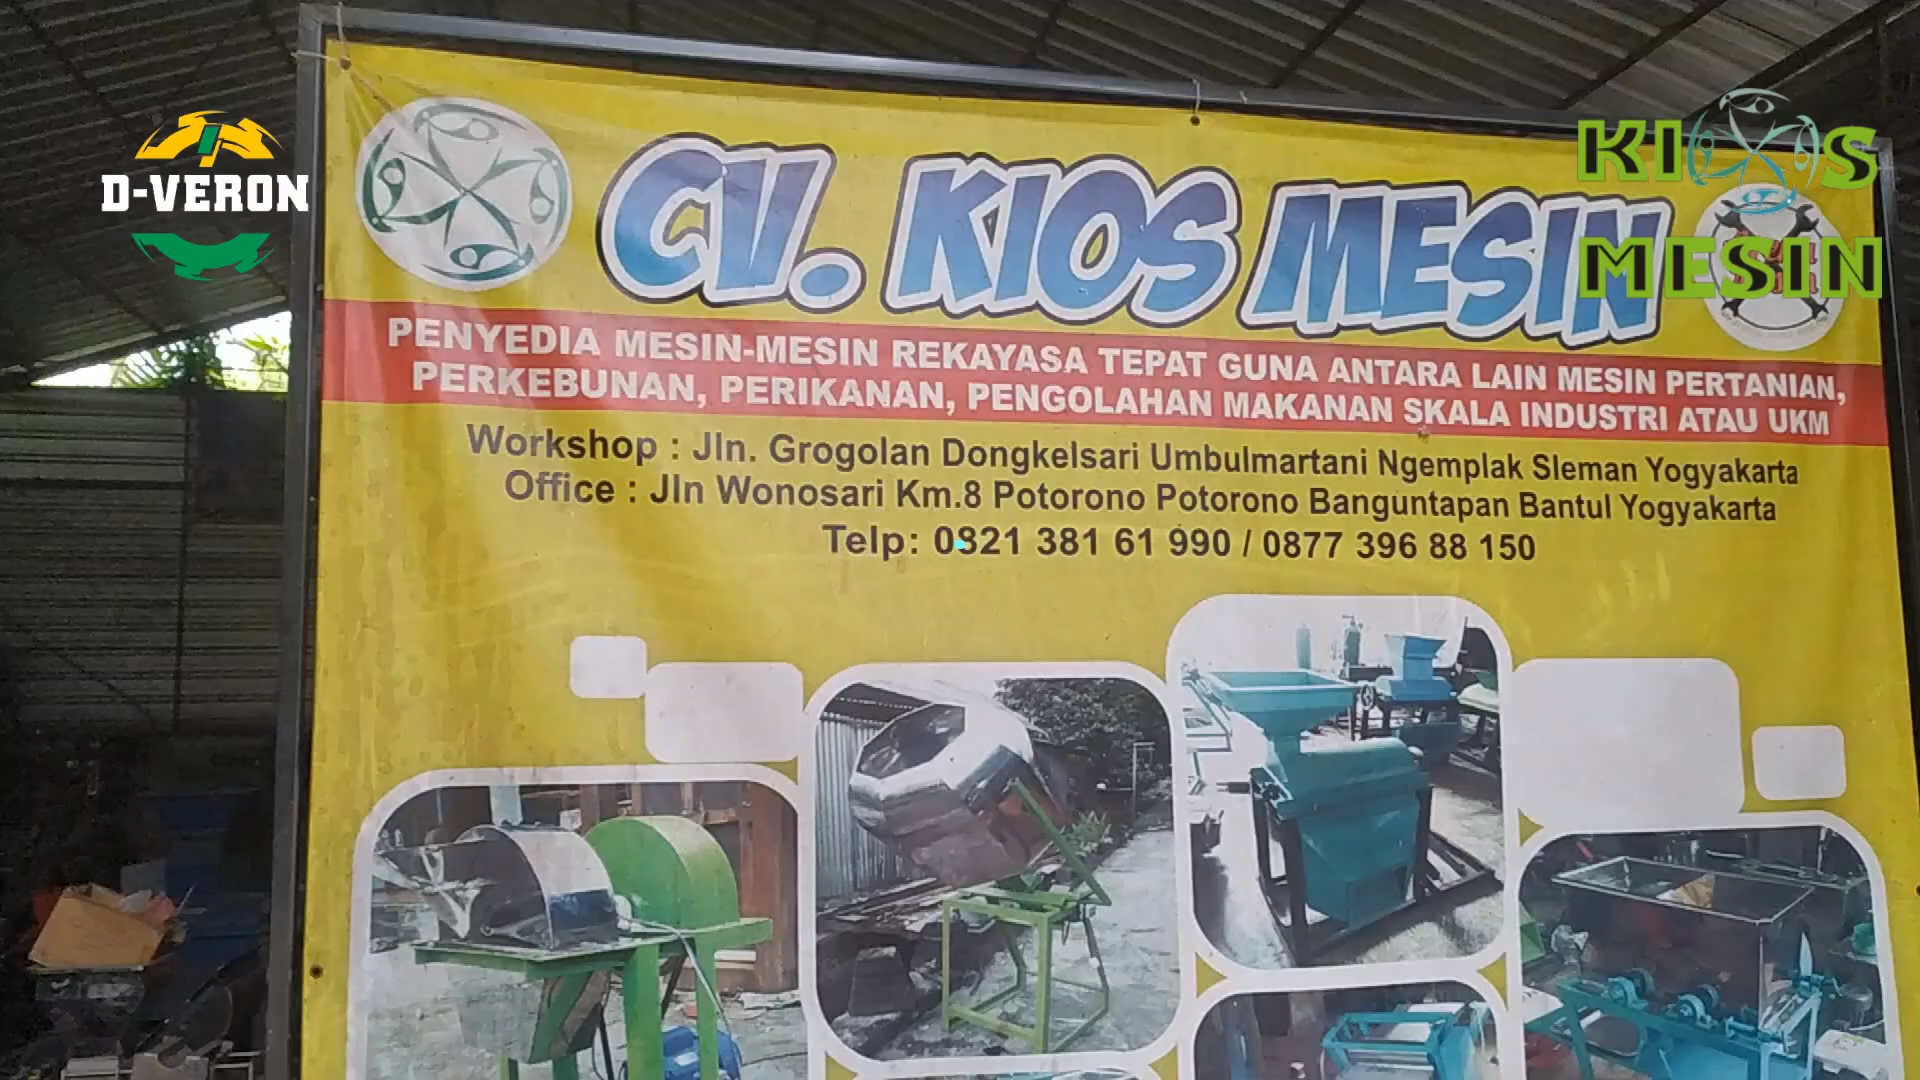 D-VERON
KIOS
MESIN
CV. KIOS MESIN
PENYEDIA MESIN-MESIN REKAYASA TEPAT GUNA ANTARA LAIN MESIN PERTANIAN,
PERKEBUNAN, PERIKANAN, PENGOLAHAN MAKANAN SKALA INDUSTRI ATAU UKM
Workshop : Jln. Grogolan Dongkelsari Umbulmartani Ngemplak Sleman Yogyakarta
Office : Jln Wonosari Km.8 Potorono Potorono Banguntapan Bantul Yogyakarta
Telp: 0821 381 61 990 / 0877 396 88 150